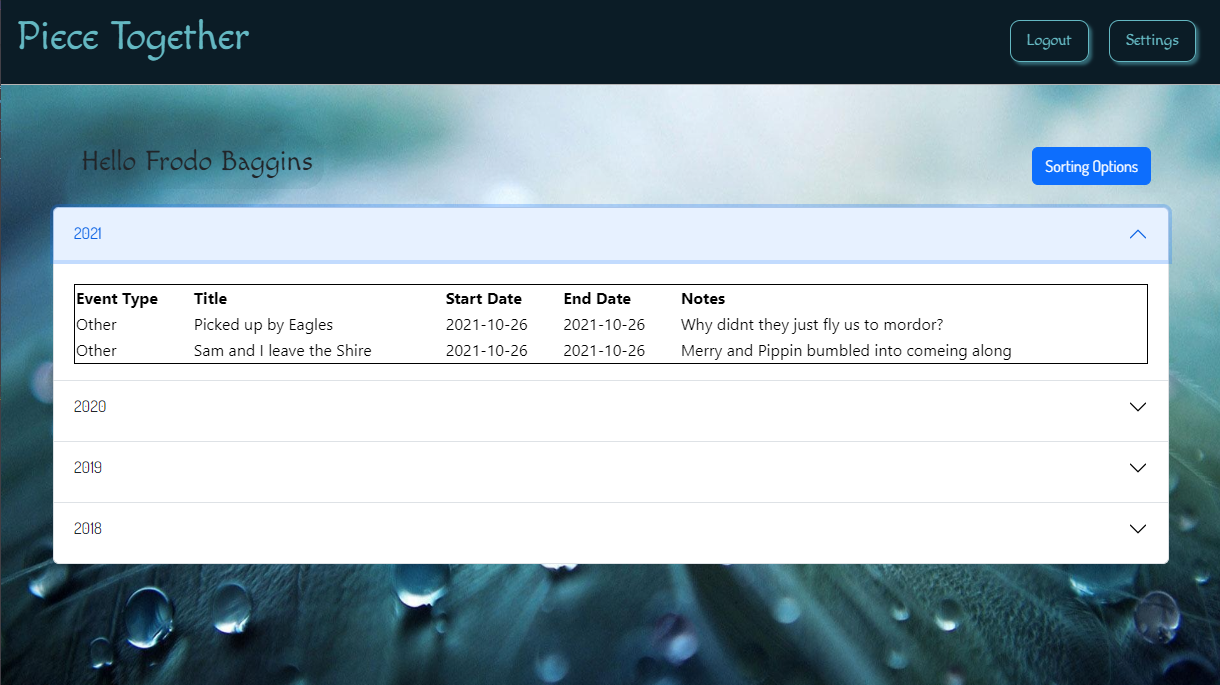 Piece Together
Logout
Settings
Hello Frodo Baggins
Sorting Options
2021
Event Type Title Start Date End Date Notes
Other Picked up by Eagles 2021-10-26 2021-10-26 Why didnt they just fly us to mordor?
Other Sam and I leave the Shire 2021-10-26 2021-10-26 Merry and Pippin bumbled into comeing along
2020
2019
2018